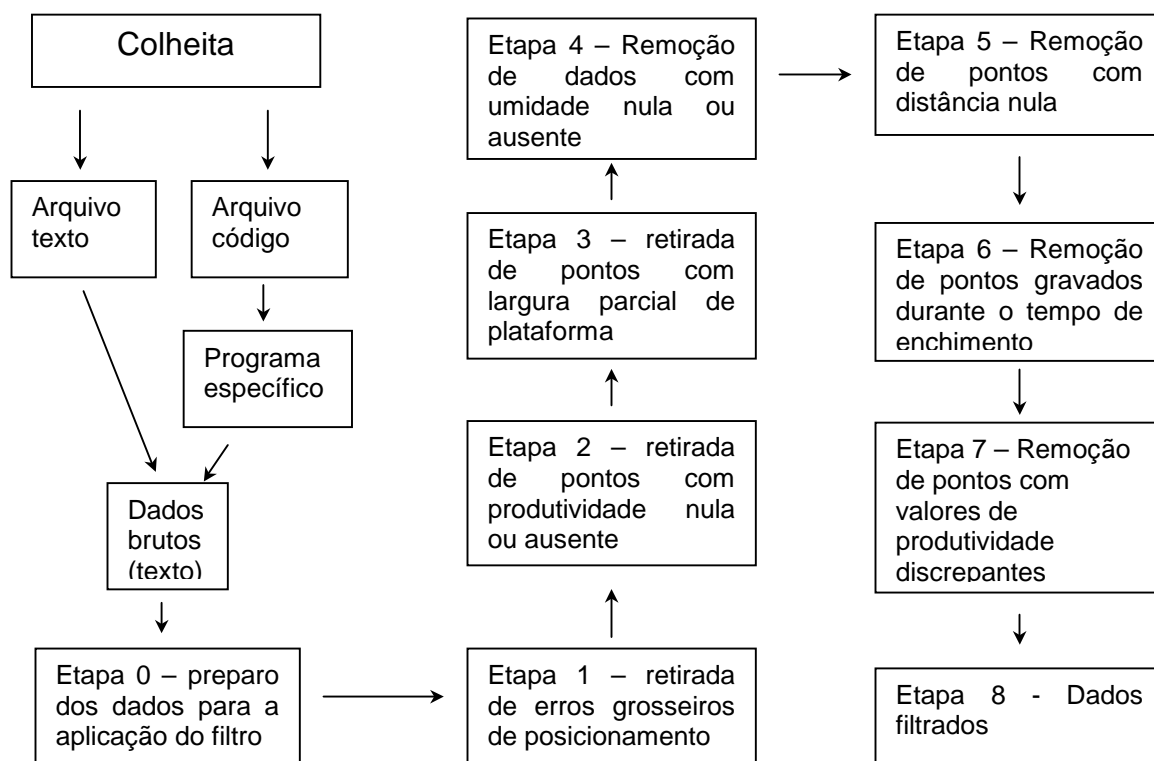 Colheita
Arquivo
texto
Arquivo
código
Programa
específico
Dados
brutos
(texto)
Etapa 0 – preparo
dos dados para a
aplicação do filtro
Etapa 1 – retirada
de erros grosseiros
de posicionamento
Etapa 2 – retirada
de pontos com
produtividade nula
ou ausente
Etapa 3 – retirada
de pontos com
largura parcial de
plataforma
Etapa 4 – Remoção
de dados com
umidade nula ou
ausente
Etapa 5 – Remoção
de pontos com
distância nula
Etapa 6 – Remoção
de pontos gravados
durante o tempo de
enchimento
Etapa 7 – Remoção
de pontos com
valores de
produtividade
discrepantes
Etapa 8 - Dados
filtrados